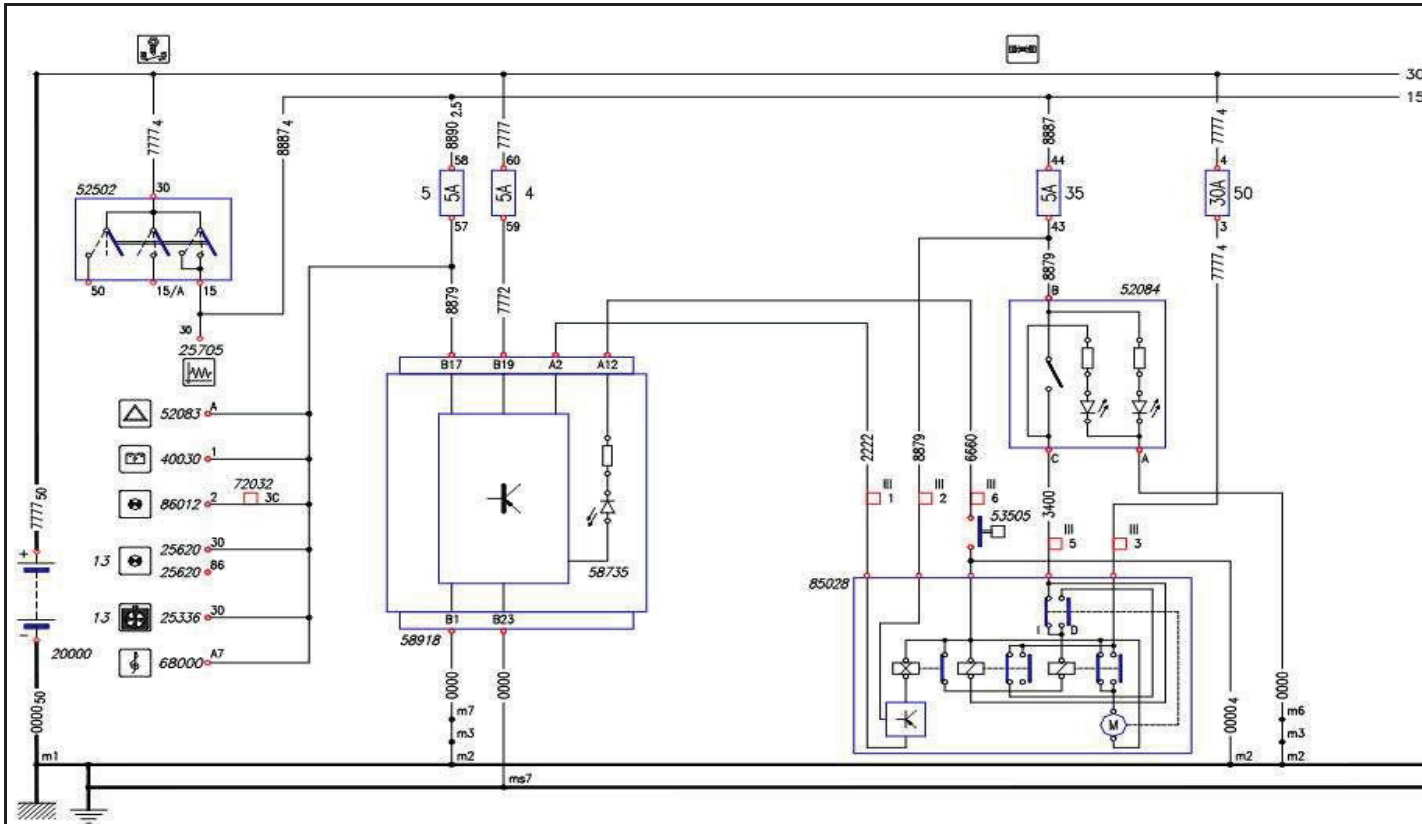 30
15
7777 4
8887 4
8890 2.5
7777
8887
7777 4
52502
30
58
60
44
4
5
5A
5A
4
5A
35
30A
50
57
59
43
3
50
15/A
15
8879
7772
8879
7777 4
B
52084
30
25705
B17
B19
A2
A12
52083
A
40030
1
72032
86012
2
3C
2222
8879
6660
C
A
III
1
III
2
III
6
3400
53505
7777 50
+
13
25620
30
25620
86
III
5
III
3
58735
85028
13
25336
30
B1
B23
58918
I
D
-
20000
68000
A7
0000 50
0000
0000
M
0000 4
0000
m7
m3
m6
m3
m1
m2
m2
m2
ms7